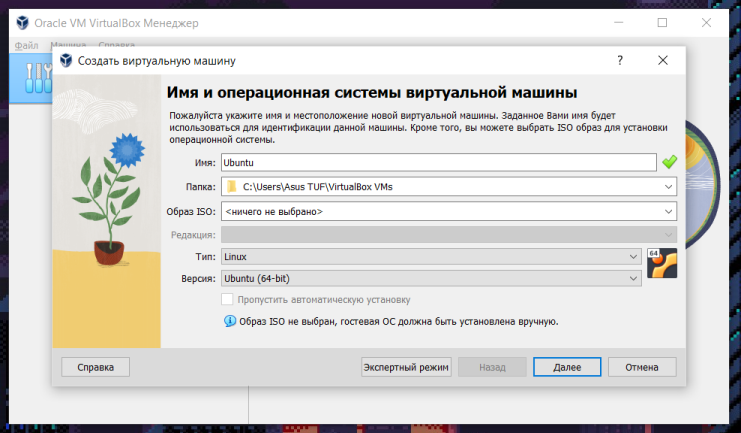 Oracle VM VirtualBox Менеджер
Файл Машина Справка
Создать виртуальную машину
?
Имя и операционная системы виртуальной машины
Пожалуйста укажите имя и местоположение новой виртуальной машины. Заданное Вами имя будет
использоваться для идентификации данной машины. Кроме того, вы можете выбрать ISO образ для установки
операционной системы.
Имя: Ubuntu
Папка: C:\Users\Asus TUF\VirtualBox VMs
Образ ISO: <ничего не выбрано>
Редакция:
Тип: Linux
64
Версия: Ubuntu (64-bit)
Пропустить автоматическую установку
Образ ISO не выбран, гостевая ОС должна быть установлена вручную.
Справка Экспертный режим Назад Далее Отмена